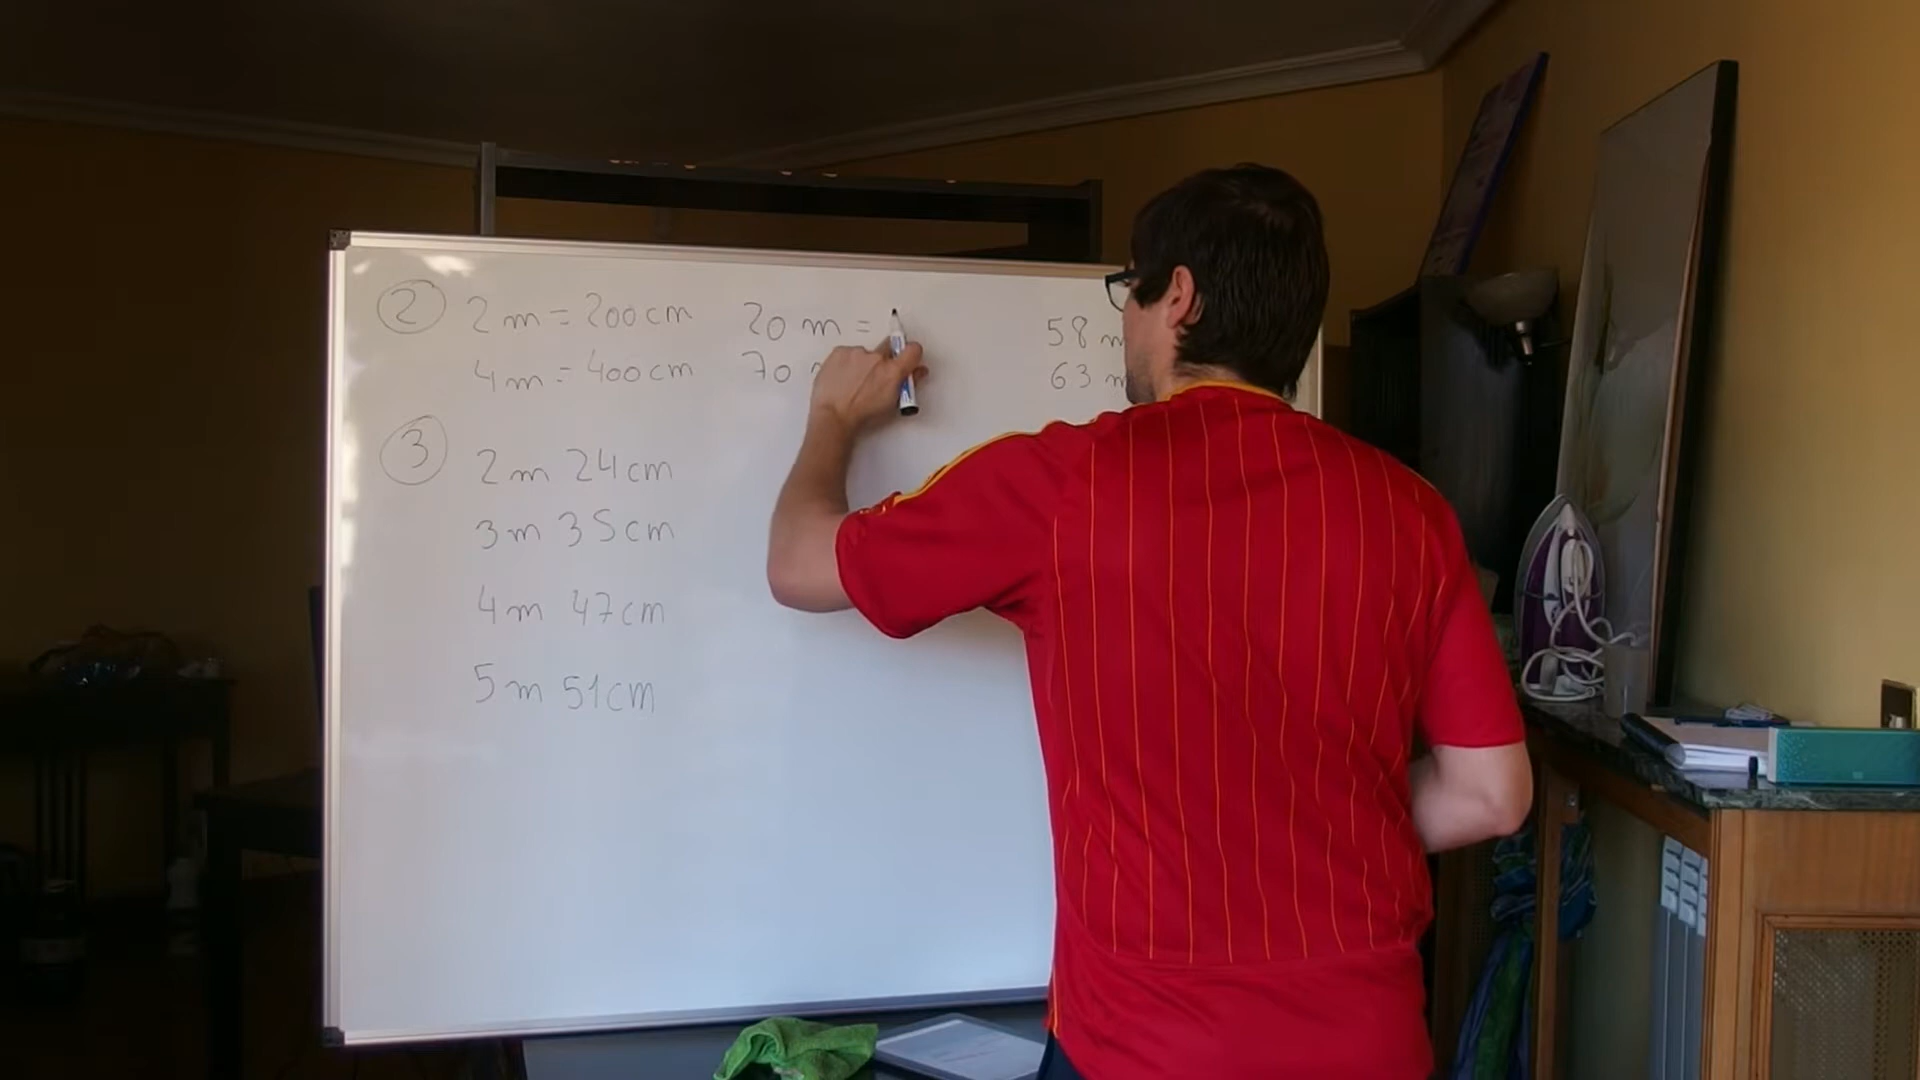 ② 2 m = 200 cm 20 m = 58 m
4 m = 400 cm 70 m 63 m
③ 2 m 24 cm
3 m 35 cm
4 m 47 cm
5 m 51 cm